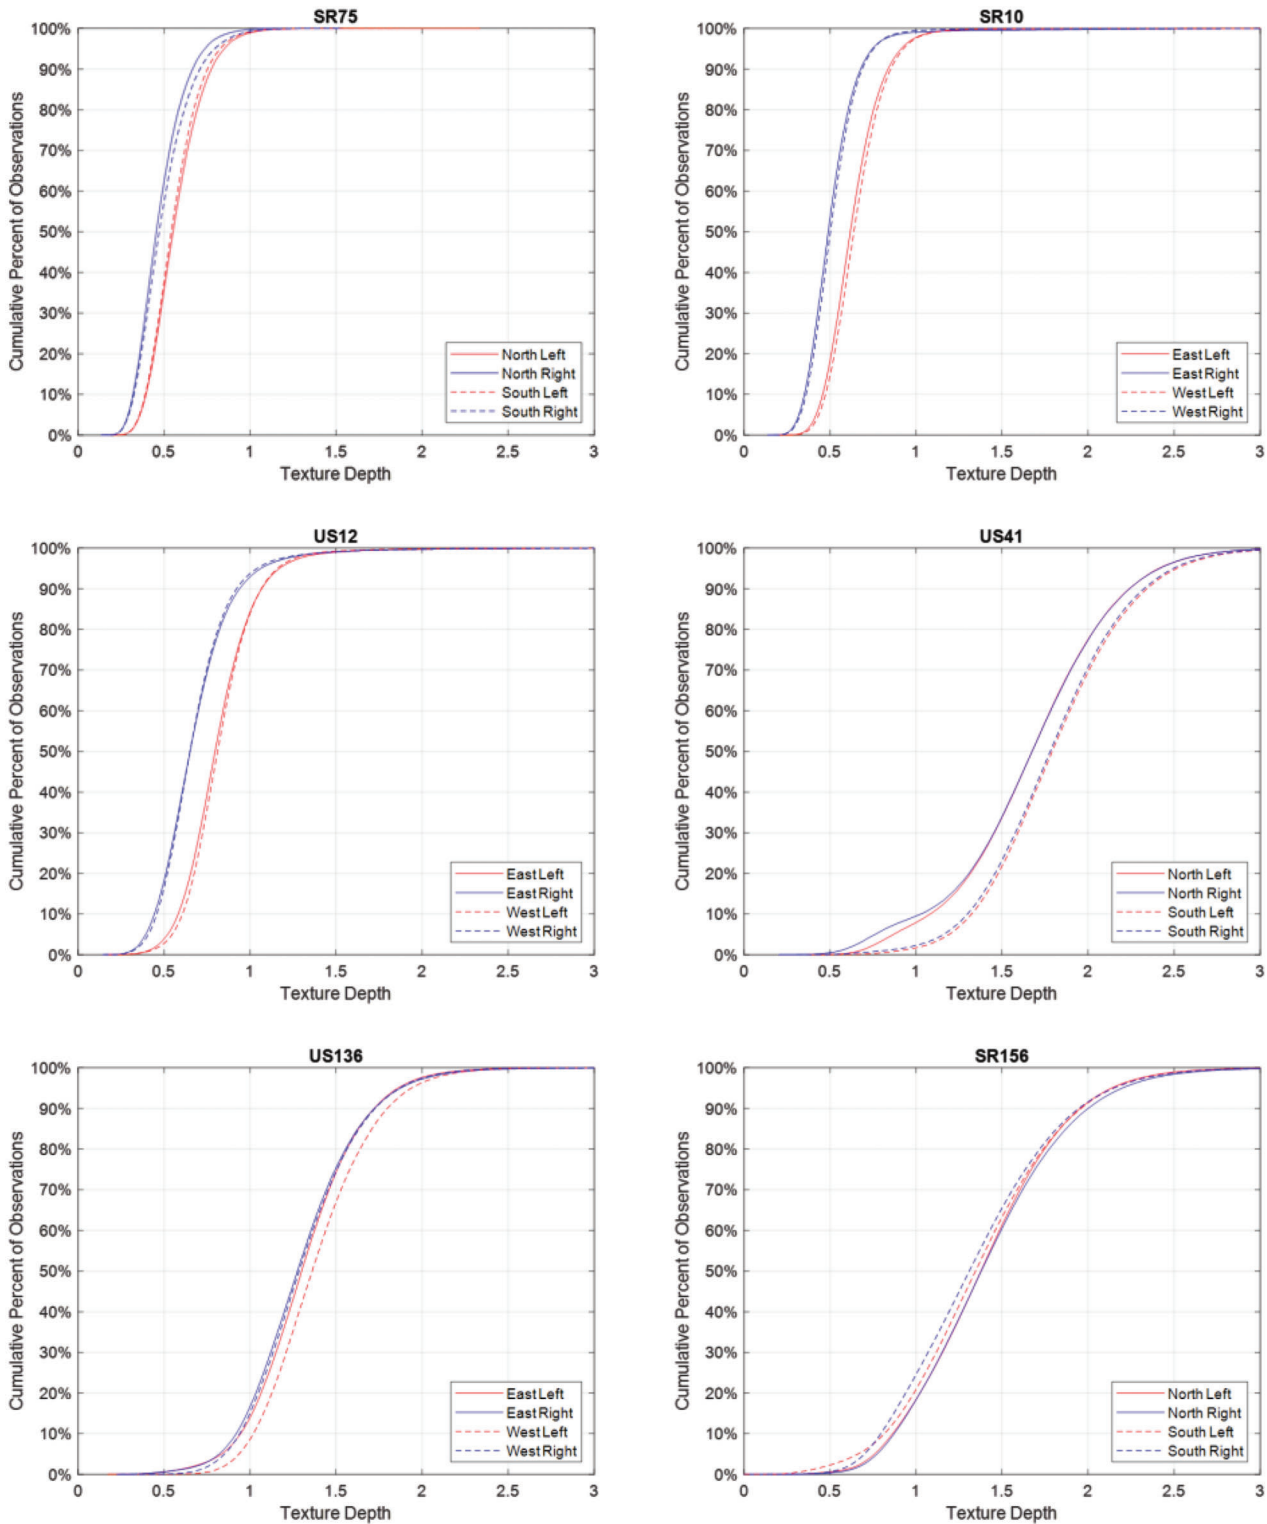 SR75
100%
90%
80%
70%
60%
50%
40%
30%
20%
10%
0%
Cumulative Percent of Observations
North Left
North Right
South Left
South Right
0 0.5 1 1.5 2 2.5 3
Texture Depth
SR10
100%
90%
80%
70%
60%
50%
40%
30%
20%
10%
0%
Cumulative Percent of Observations
East Left
East Right
West Left
West Right
0 0.5 1 1.5 2 2.5 3
Texture Depth
US12
100%
90%
80%
70%
60%
50%
40%
30%
20%
10%
0%
Cumulative Percent of Observations
East Left
East Right
West Left
West Right
0 0.5 1 1.5 2 2.5 3
Texture Depth
US41
100%
90%
80%
70%
60%
50%
40%
30%
20%
10%
0%
Cumulative Percent of Observations
North Left
North Right
South Left
South Right
0 0.5 1 1.5 2 2.5 3
Texture Depth
US136
100%
90%
80%
70%
60%
50%
40%
30%
20%
10%
0%
Cumulative Percent of Observations
East Left
East Right
West Left
West Right
0 0.5 1 1.5 2 2.5 3
Texture Depth
SR156
100%
90%
80%
70%
60%
50%
40%
30%
20%
10%
0%
Cumulative Percent of Observations
North Left
North Right
South Left
South Right
0 0.5 1 1.5 2 2.5 3
Texture Depth